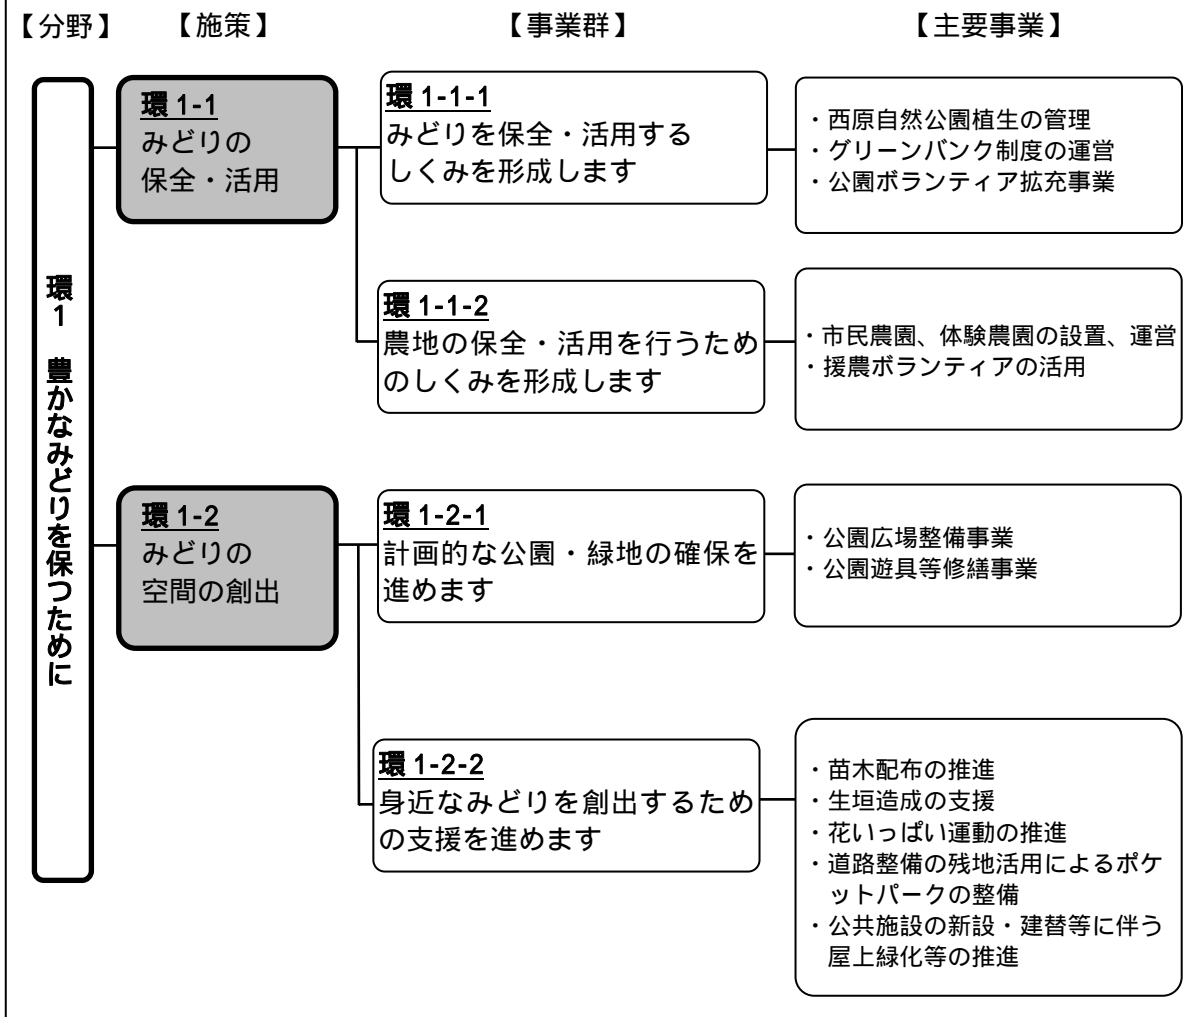 【分野】 【施策】 【事業群】 【主要事業】
環1 豊かなみどりを保つために
環 1-1
みどりの
保全・活用
環 1-1-1
みどりを保全・活用する
しくみを形成します
・西原自然公園植生の管理
・グリーンバンク制度の運営
・公園ボランティア拡充事業
環 1-1-2
農地の保全・活用を行うため
のしくみを形成します
・市民農園、体験農園の設置、運営
・援農ボランティアの活用
環 1-2
みどりの
空間の創出
環 1-2-1
計画的な公園・緑地の確保を
進めます
・公園広場整備事業
・公園遊具等修繕事業
環 1-2-2
身近なみどりを創出するため
の支援を進めます
・苗木配布の推進
・生垣造成の支援
・花いっぱい運動の推進
・道路整備の残地活用によるポケ
ットパークの整備
・公共施設の新設・建替等に伴う
屋上緑化等の推進